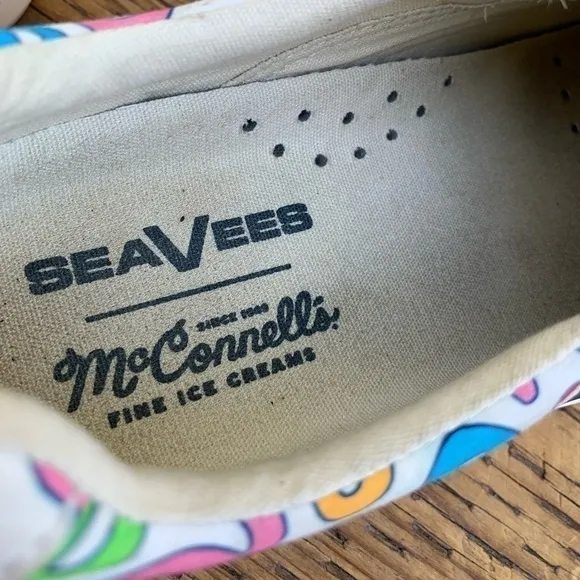 SEAVEES
SINCE 1949
McConnell's
FINE ICE CREAMS